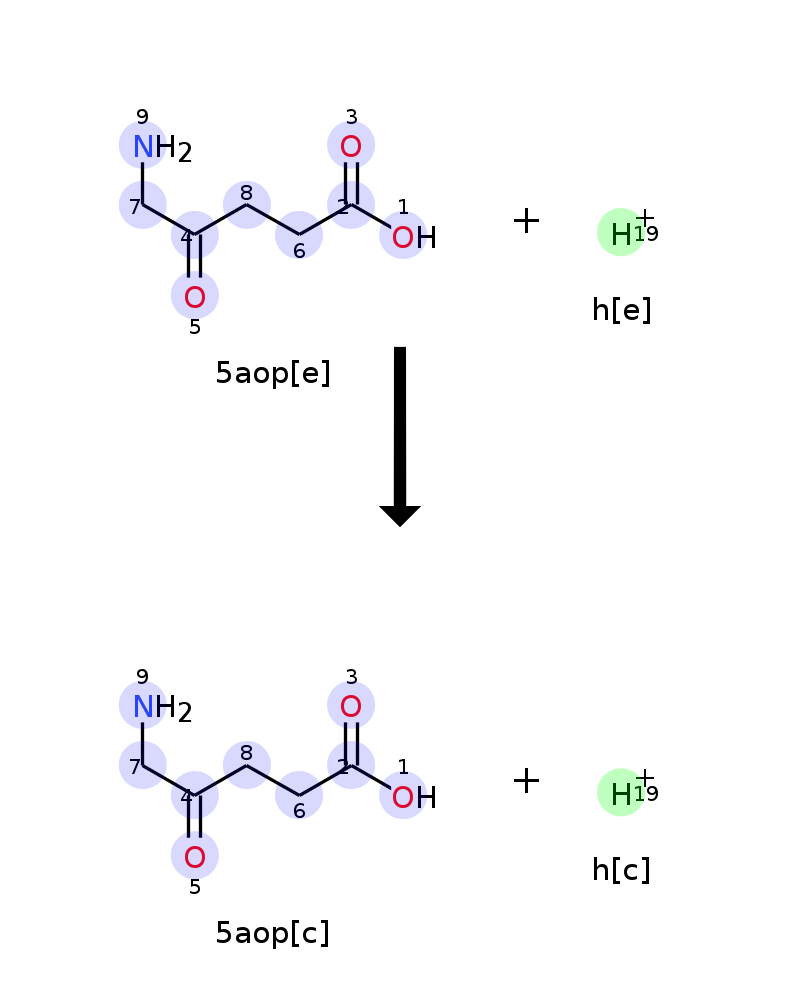 9 3
NH2 O
7 8 2 1
4 6 OH + H+ 19
O
5
h[e]
5aop[e]
9 3
NH2 O
7 8 2 1
4 6 OH + H+ 19
O
5
h[c]
5aop[c]